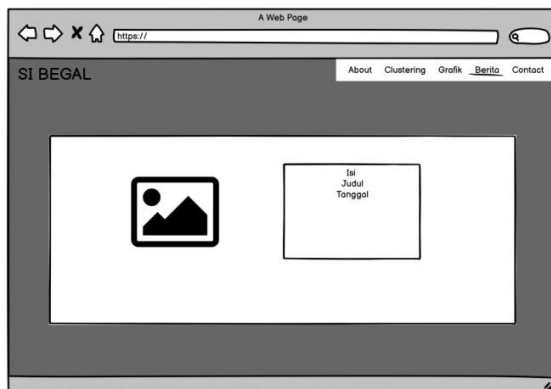 A Web Page
https://
SI BEGAL
About Clustering Grafik Berita Contact
Isi
Judul
Tanggal